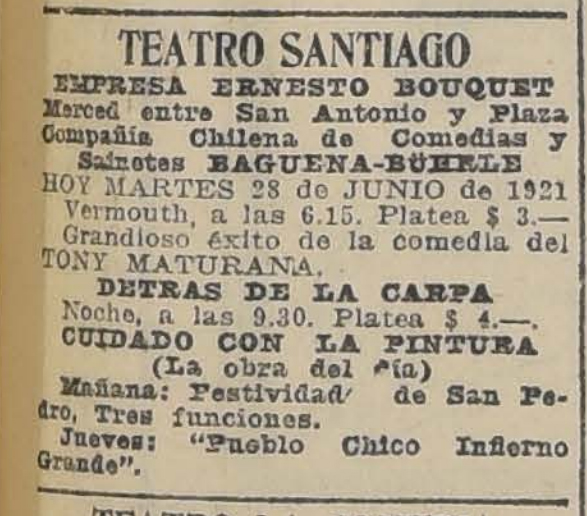 TEATRO SANTIAGO
EMPRESA ERNESTO BOUQUET
Merced entre San Antonio y Plaza
Compañía Chilena de Comedias y
Sainetes BAGUENA-BÜHRLE
HOY MARTES 28 de JUNIO de 1921
Vermouth, a las 6.15. Platea $ 3.—
Grandioso éxito de la comedia del
TONY MATURANA.
DETRAS DE LA CARPA
Noche, a las 9.30. Platea $ 4.—.
CUIDADO CON LA PINTURA
(La obra del día)
Mañana: Festividad de San Pe-
dro, Tres funciones.
Jueves: "Pueblo Chico Infierno
Grande".